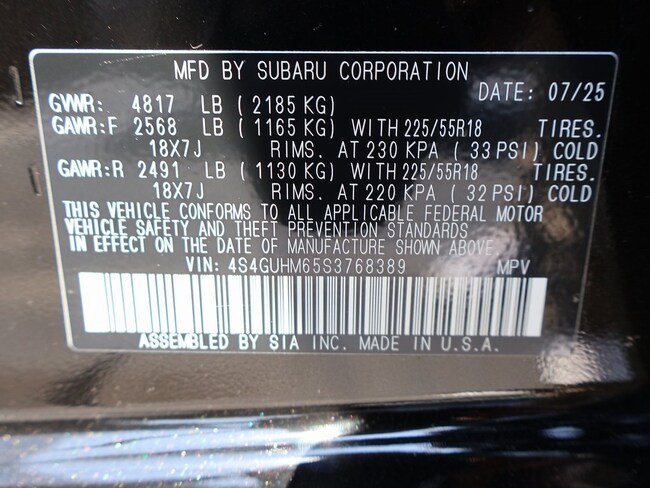 MFD BY SUBARU CORPORATION
DATE: 07/25
GVWR: 4817 LB ( 2185 KG)
GAWR:F 2568 LB ( 1165 KG) WITH 225/55R18 TIRES.
18X7J RIMS. AT 230 KPA ( 33 PSI) COLD
GAWR:R 2491 LB ( 1130 KG) WITH 225/55R18 TIRES.
18X7J RIMS. AT 220 KPA ( 32 PSI) COLD
THIS VEHICLE CONFORMS TO ALL APPLICABLE FEDERAL MOTOR
VEHICLE SAFETY AND THEFT PREVENTION STANDARDS
IN EFFECT ON THE DATE OF MANUFACTURE SHOWN ABOVE
VIN: 4S4GUHM65S3768389 MPV
ASSEMBLED BY SIA INC. MADE IN U.S.A.